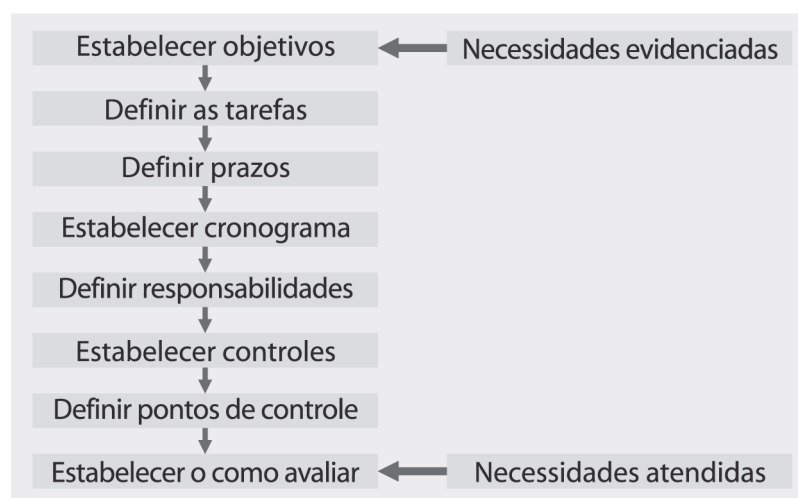 Estabelecer objetivos
Necessidades evidenciadas
Definir as tarefas
Definir prazos
Estabelecer cronograma
Definir responsabilidades
Estabelecer controles
Definir pontos de controle
Estabelecer o como avaliar
Necessidades atendidas